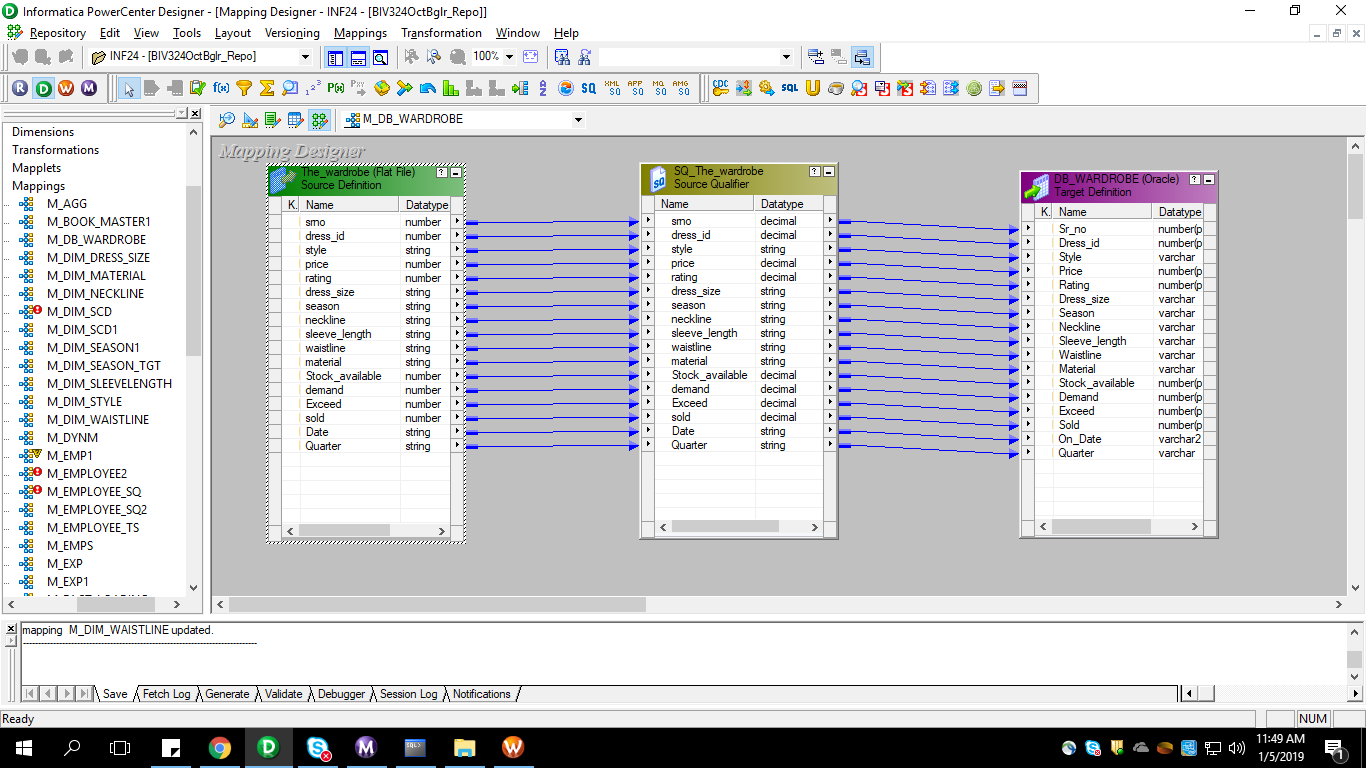 Informatica PowerCenter Designer - [Mapping Designer - INF24 - [BIV324OctBglr_Repo]]
Repository Edit View Tools Layout Versioning Mappings Transformation Window Help
INF24 - [BIV324OctBglr_Repo] 100%
M_DB_WARDROBE
Dimensions
Transformations
Mapplets
Mappings
M_AGG
M_BOOK_MASTER1
M_DB_WARDROBE
M_DIM_DRESS_SIZE
M_DIM_MATERIAL
M_DIM_NECKLINE
M_DIM_SCD
M_DIM_SCD1
M_DIM_SEASON1
M_DIM_SEASON_TGT
M_DIM_SLEEVELENGTH
M_DIM_STYLE
M_DIM_WAISTLINE
M_DYNM
M_EMP1
M_EMPLOYEE2
M_EMPLOYEE_SQ
M_EMPLOYEE_SQ2
M_EMPLOYEE_TS
M_EMPS
M_EXP
M_EXP1
Mapping Designer
The_wardrobe (Flat File)
Source Definition
K. Name Datatype
srno number
dress_id number
style string
price number
rating number
dress_size string
season string
neckline string
sleeve_length string
waistline string
material string
Stock_available number
demand number
Exceed number
sold number
Date string
Quarter string
SQ_The_wardrobe
Source Qualifier
Name Datatype
srno decimal
dress_id decimal
style string
price decimal
rating decimal
dress_size string
season string
neckline string
sleeve_length string
waistline string
material string
Stock_available decimal
demand decimal
Exceed decimal
sold decimal
Date string
Quarter string
DB_WARDROBE (Oracle)
Target Definition
K. Name Datatype
Sr_no number(p
Dress_id number(p
Style varchar
Price number(p
Rating number(p
Dress_size varchar
Season varchar
Neckline varchar
Sleeve_length varchar
Waistline varchar
Material varchar
Stock_available number(p
Demand number(p
Exceed number(p
Sold number(p
On_Date varchar2
Quarter varchar
mapping M_DIM_WAISTLINE updated.
Save Fetch Log Generate Validate Debugger Session Log Notifications
Ready NUM
11:49 AM
1/5/2019